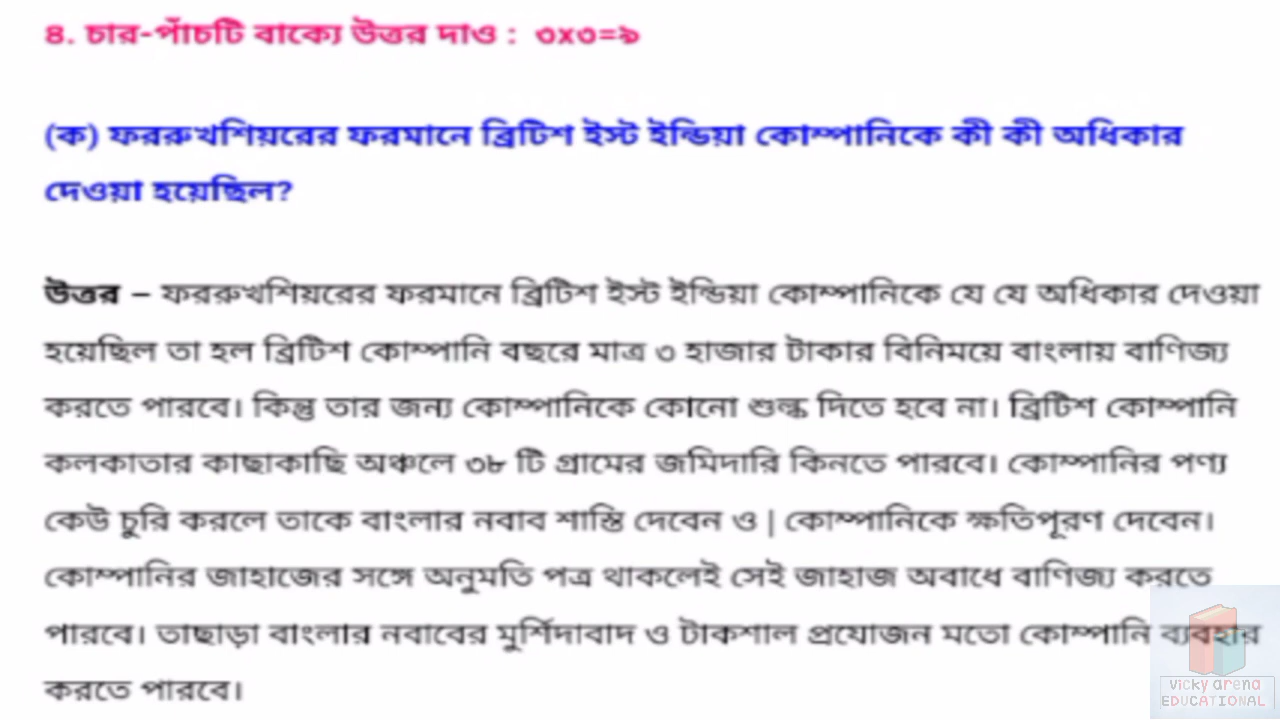 ৪. চার-পাঁচটি বাক্যে উত্তর দাও : ৩x৩=৯
(ক) ফররুখশিয়রের ফরমানে ব্রিটিশ ইস্ট ইন্ডিয়া কোম্পানিকে কী কী অধিকার
দেওয়া হয়েছিল?
উত্তর – ফররুখশিয়রের ফরমানে ব্রিটিশ ইস্ট ইন্ডিয়া কোম্পানিকে যে যে অধিকার দেওয়া
হয়েছিল তা হল ব্রিটিশ কোম্পানি বছরে মাত্র ৩ হাজার টাকার বিনিময়ে বাংলায় বাণিজ্য
করতে পারবে। কিন্তু তার জন্য কোম্পানিকে কোনো শুল্ক দিতে হবে না। ব্রিটিশ কোম্পানি
কলকাতার কাছাকাছি অঞ্চলে ৩৮ টি গ্রামের জমিদারি কিনতে পারবে। কোম্পানির পণ্য
কেউ চুরি করলে তাকে বাংলার নবাব শাস্তি দেবেন ও | কোম্পানিকে ক্ষতিপূরণ দেবেন।
কোম্পানির জাহাজের সঙ্গে অনুমতি পত্র থাকলেই সেই জাহাজ অবাধে বাণিজ্য করতে
পারবে। তাছাড়া বাংলার নবাবের মুর্শিদাবাদ ও টাকশাল প্রযোজন মতো কোম্পানি ব্যবহার
করতে পারবে।
vicky arena
EDUCATIONAL